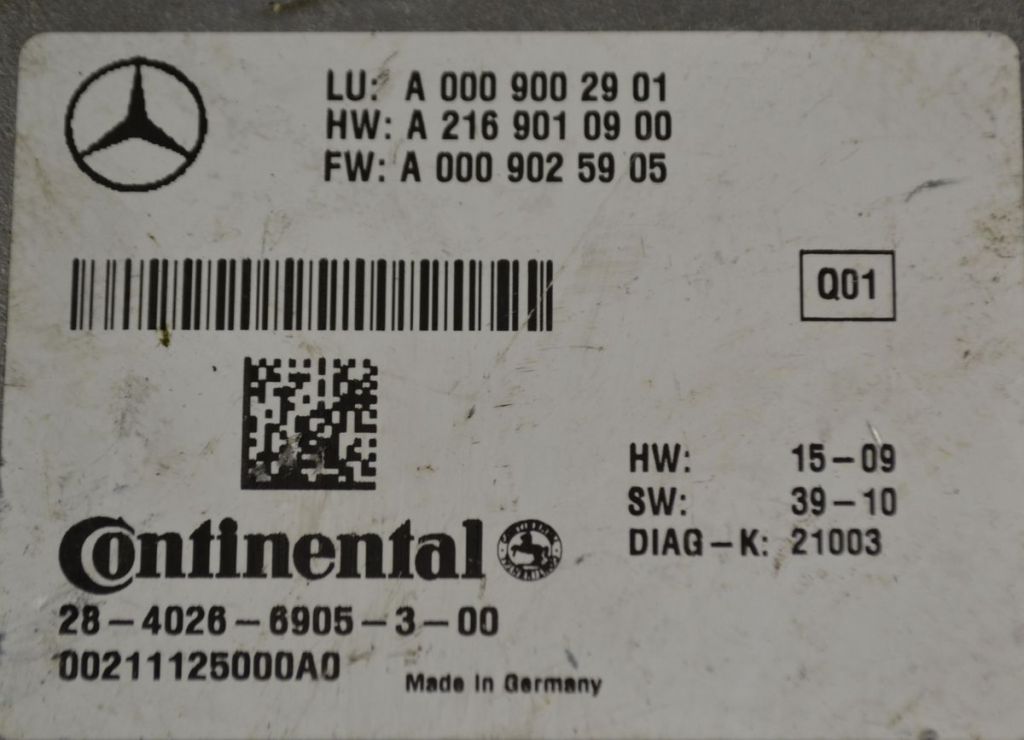 LU: A 000 900 29 01
HW: A 216 901 09 00
FW: A 000 902 59 05
Q01
HW: 15-09
SW: 39-10
DIAG-K: 21003
Continental
28-4026-6905-3-00
00211125000A0
Made in Germany